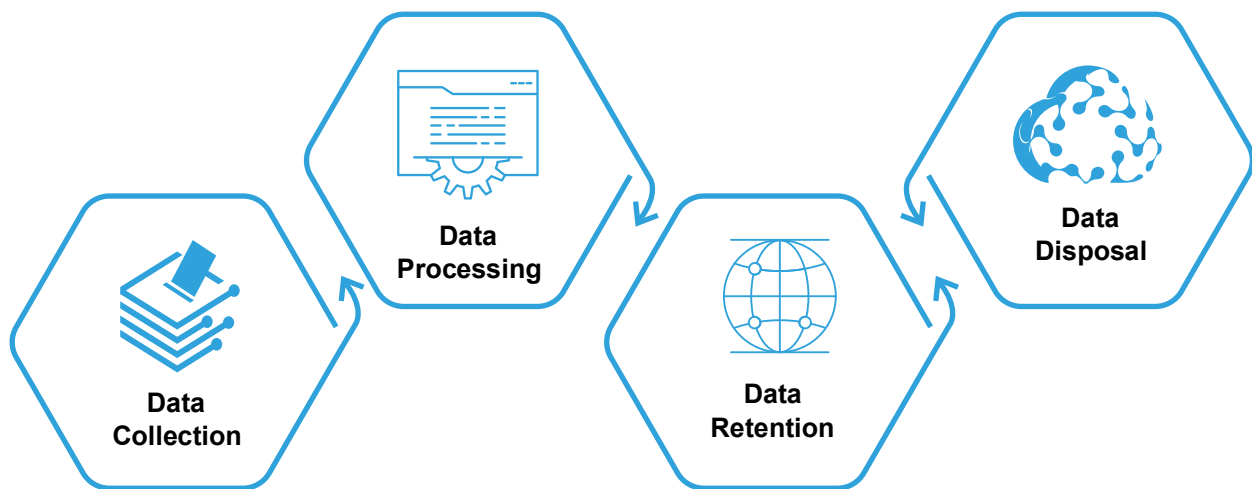 Data
Collection
Data
Processing
Data
Retention
Data
Disposal